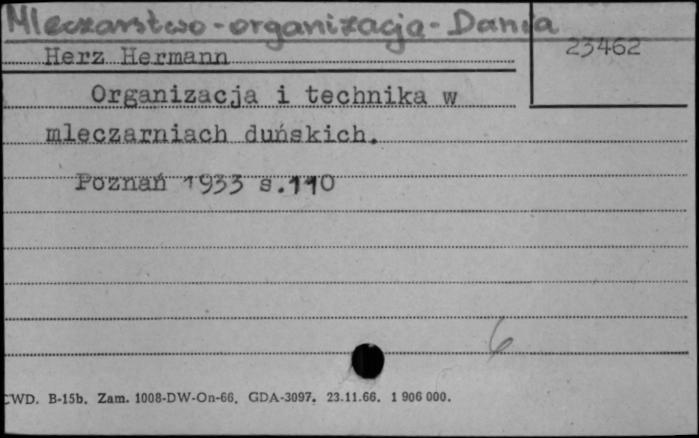 Mleczarstwo - organizacja - Dania
23462
Herz Hermann
Organizacja i technika w
mleczarniach duńskich.
Poznań 1933 s.110
6
CWD. B-15b. Zam. 1008-DW-On-66. GDA-3097. 23.11.66. 1 906 000.